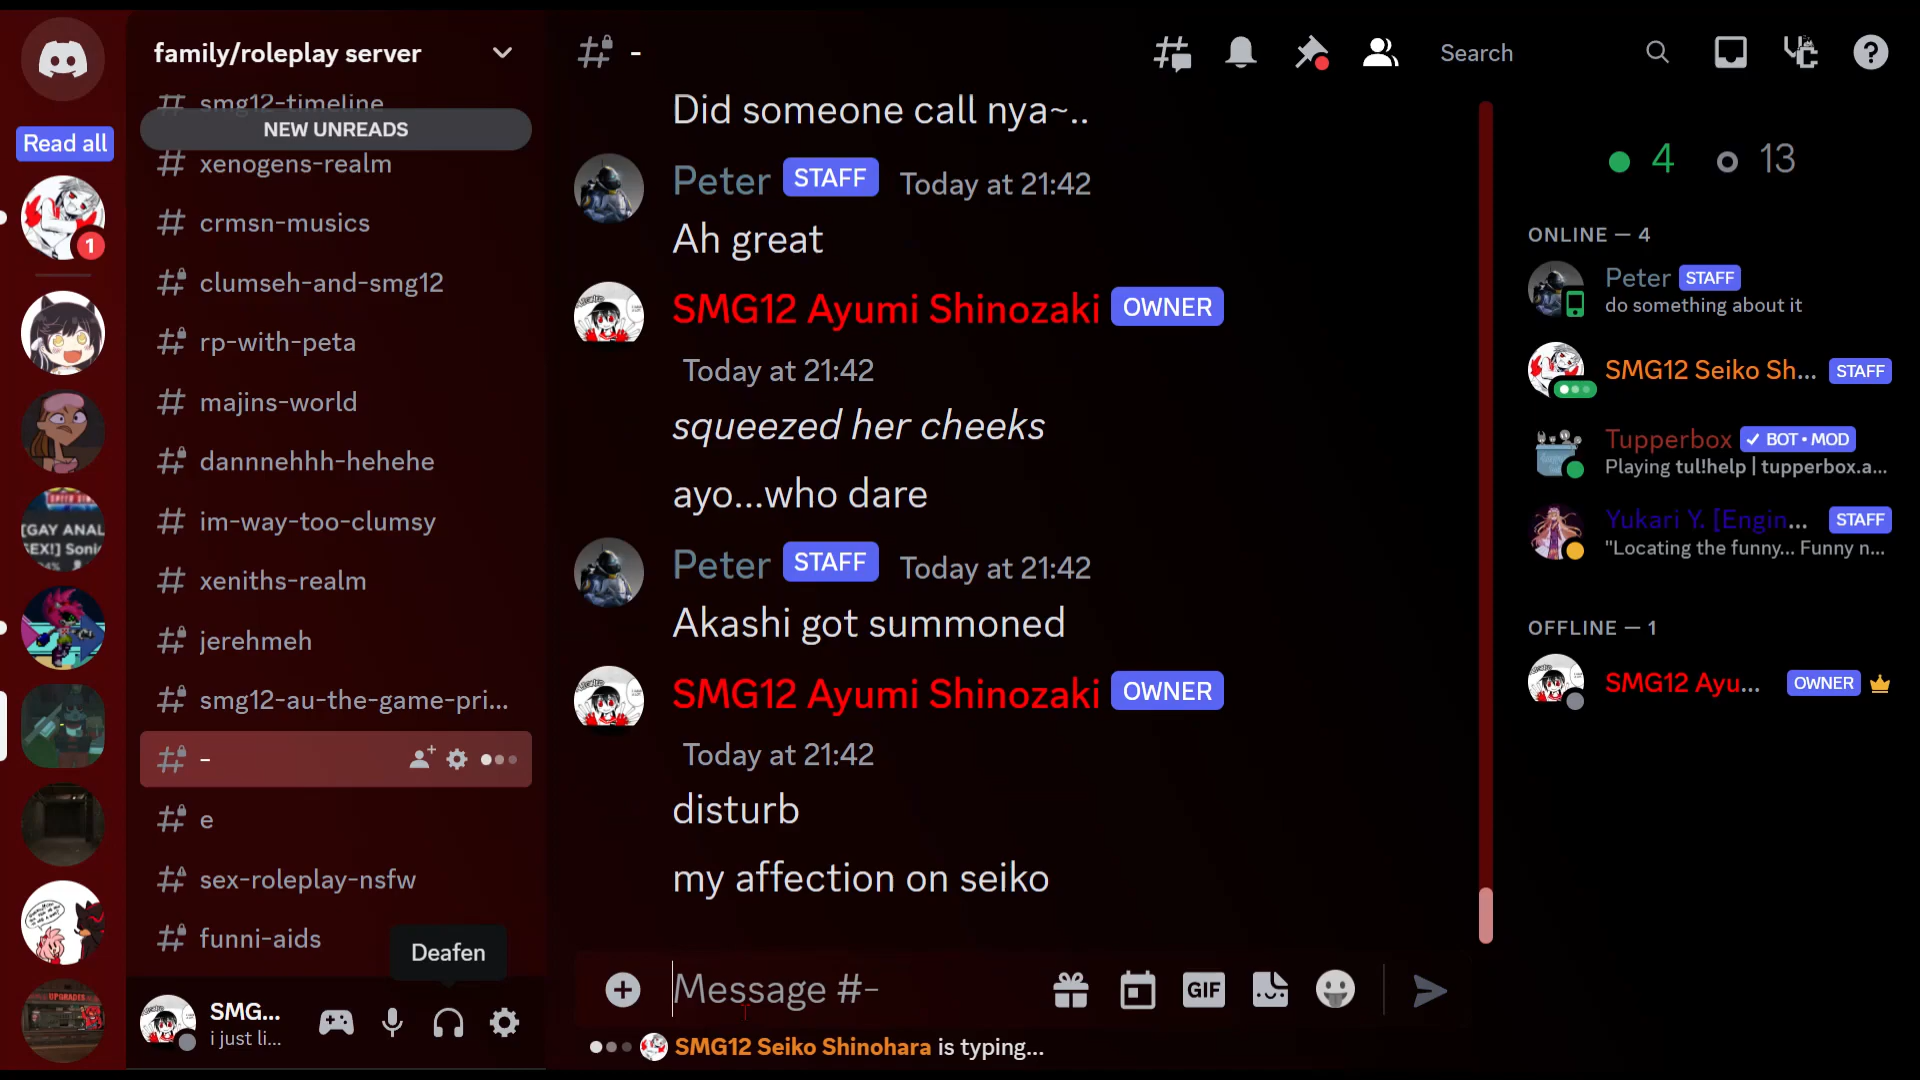 family/roleplay server
smg12-timeline
NEW UNREADS
Read all
xenogens-realm
1
crmsn-musics
clumseh-and-smg12
rp-with-peta
majins-world
dannnehhh-hehehe
im-way-too-clumsy
xeniths-realm
jerehmeh
smg12-au-the-game-pri...
-
e
sex-roleplay-nsfw
funni-aids
Deafen
SMG...
i just li...
[GAY ANAL
SEX!] Soni
UPGRADES
-
Search
Did someone call nya~..
Peter STAFF Today at 21:42
Ah great
SMG12 Ayumi Shinozaki OWNER
Today at 21:42
squeezed her cheeks
ayo...who dare
Peter STAFF Today at 21:42
Akashi got summoned
SMG12 Ayumi Shinozaki OWNER
Today at 21:42
disturb
my affection on seiko
Message #-
GIF
SMG12 Seiko Shinohara is typing...
4 13
ONLINE — 4
Peter STAFF
do something about it
SMG12 Seiko Sh... STAFF
Tupperbox ✓ BOT • MOD
Playing tul!help | tupperbox.a...
Yukari Y. [Engin... STAFF
"Locating the funny... Funny n...
OFFLINE — 1
SMG12 Ayu... OWNER